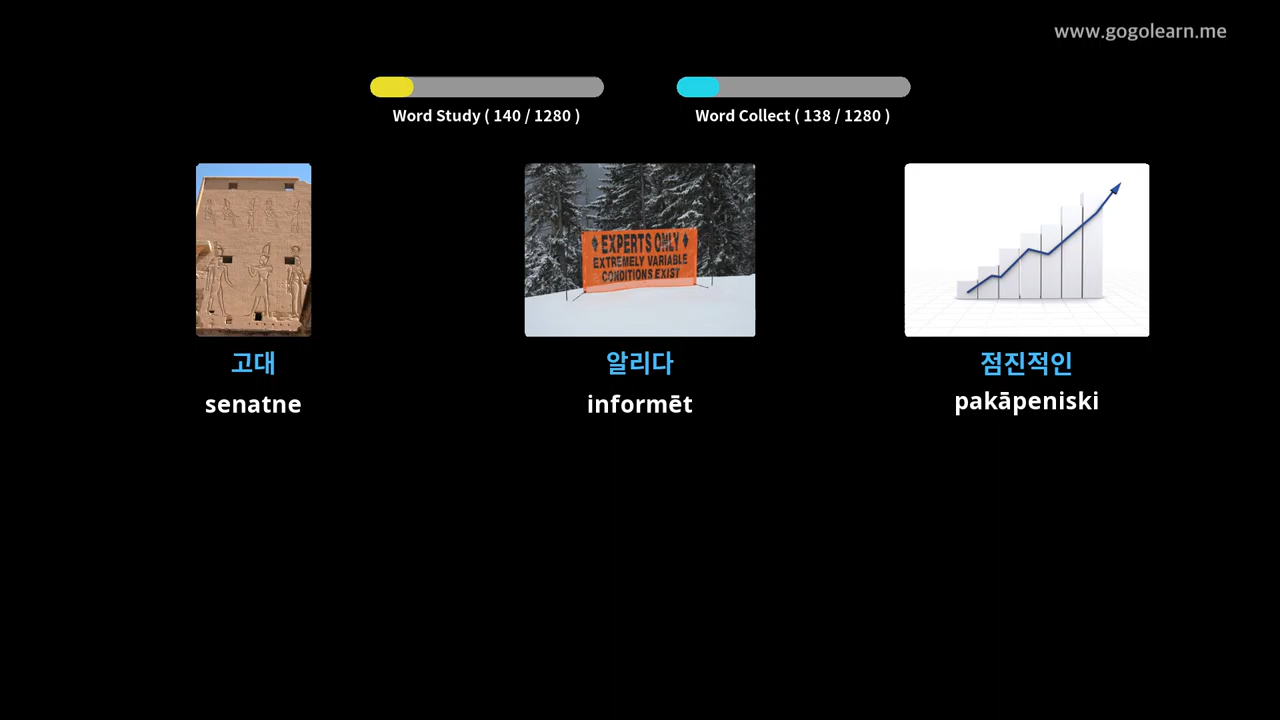 www.gogolearn.me
Word Study ( 140 / 1280 )
Word Collect ( 138 / 1280 )
EXPERTS ONLY
EXTREMELY VARIABLE
CONDITIONS EXIST
고대
알리다
점진적인
senatne
informēt
pakāpeniski